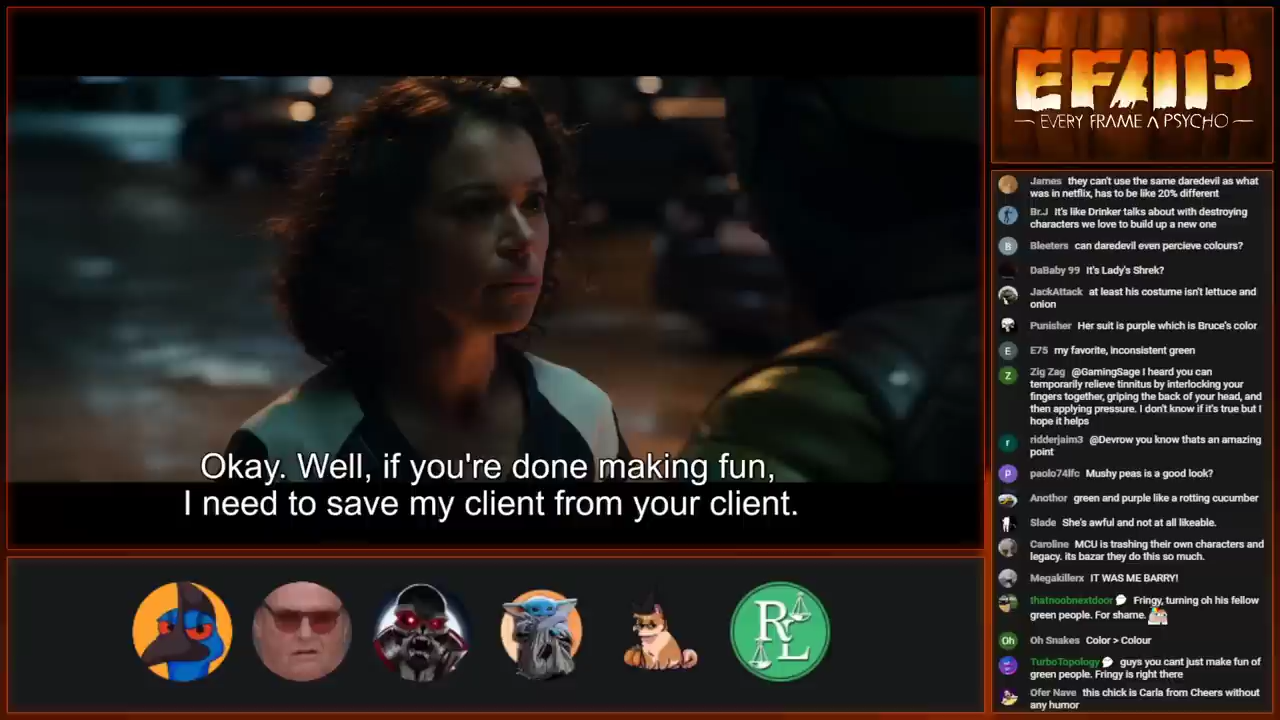 Okay. Well, if you're done making fun,
I need to save my client from your client.
EFAP
EVERY FRAME A PSYCHO
James they can't use the same daredevil as what
was in netflix, has to be like 20% different
Br.J It's like Drinker talks about with destroying
characters we love to build up a new one
B
Bleeters can daredevil even percieve colours?
DaBaby 99 It's Lady's Shrek?
JackAttack at least his costume isn't lettuce and
onion
Punisher Her suit is purple which is Bruce's color
E
E75 my favorite, inconsistent green
Z
Zig Zag @GamingSage I heard you can
temporarily relieve tinnitus by interlocking your
fingers together, griping the back of your head, and
then applying pressure. I don't know if it's true but I
hope it helps
r
ridderjaim3 @Devrow you know thats an amazing
point
P
paolo74lfc Mushy peas is a good look?
Anothor green and purple like a rotting cucumber
Slade She's awful and not at all likeable.
Caroline MCU is trashing their own characters and
legacy. its bazar they do this so much.
Megakillerx IT WAS ME BARRY!
thatnoobnextdoor Fringy, turning oh his fellow
green people. For shame.
Oh
Oh Snakes Color > Colour
TurboTopology guys you cant just make fun of
green people. Fringy is right there
Ofer Nave this chick is Carla from Cheers without
any humor
RL